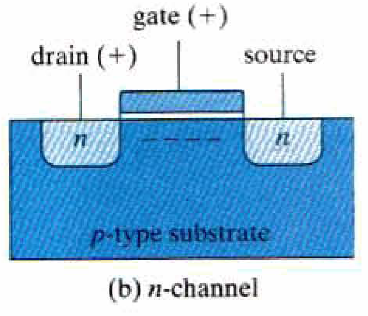 gate (+)
drain (+) source
n n
p-type substrate
(b) n-channel